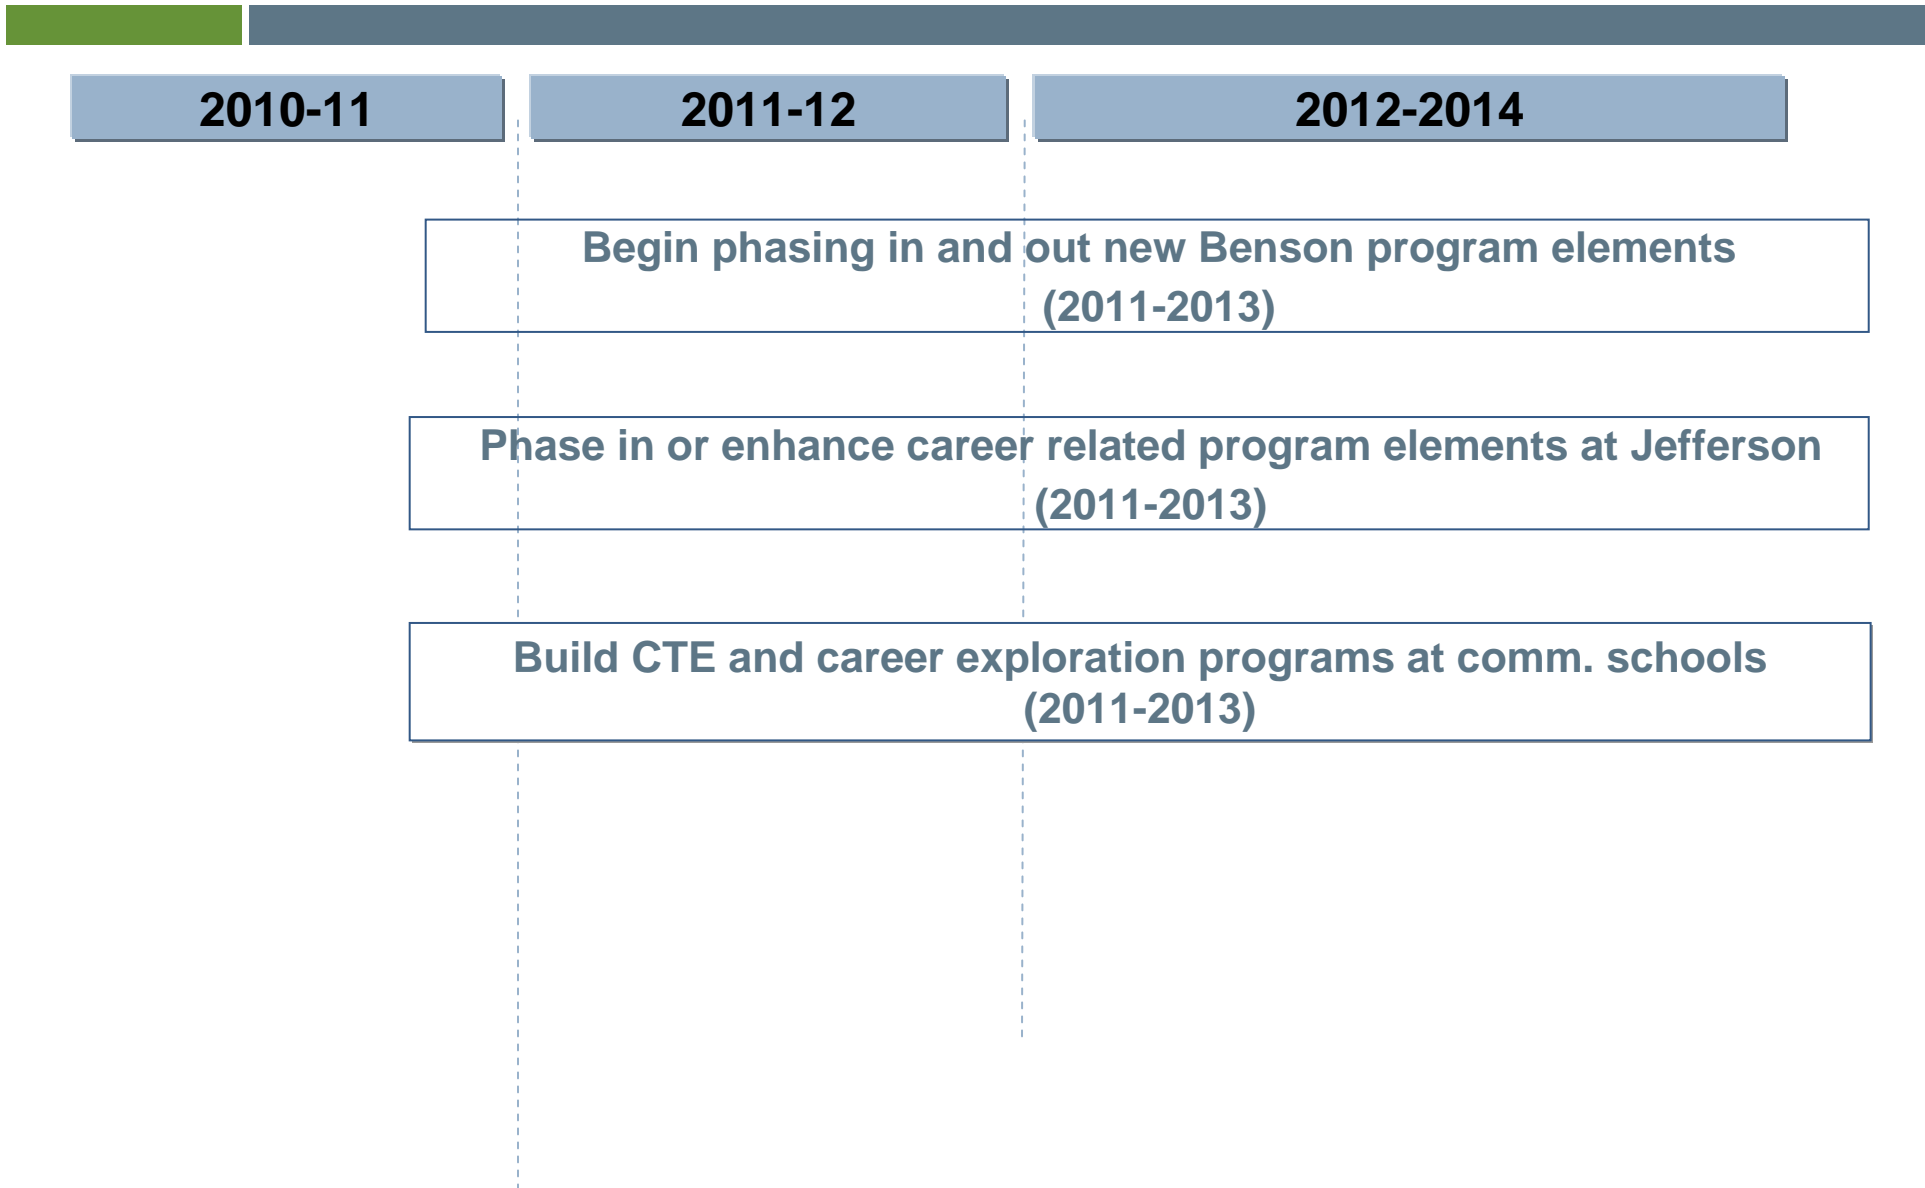 2010-11
2011-12
2012-2014
Begin phasing in and out new Benson program elements
(2011-2013)
Phase in or enhance career related program elements at Jefferson
(2011-2013)
Build CTE and career exploration programs at comm. schools
(2011-2013)